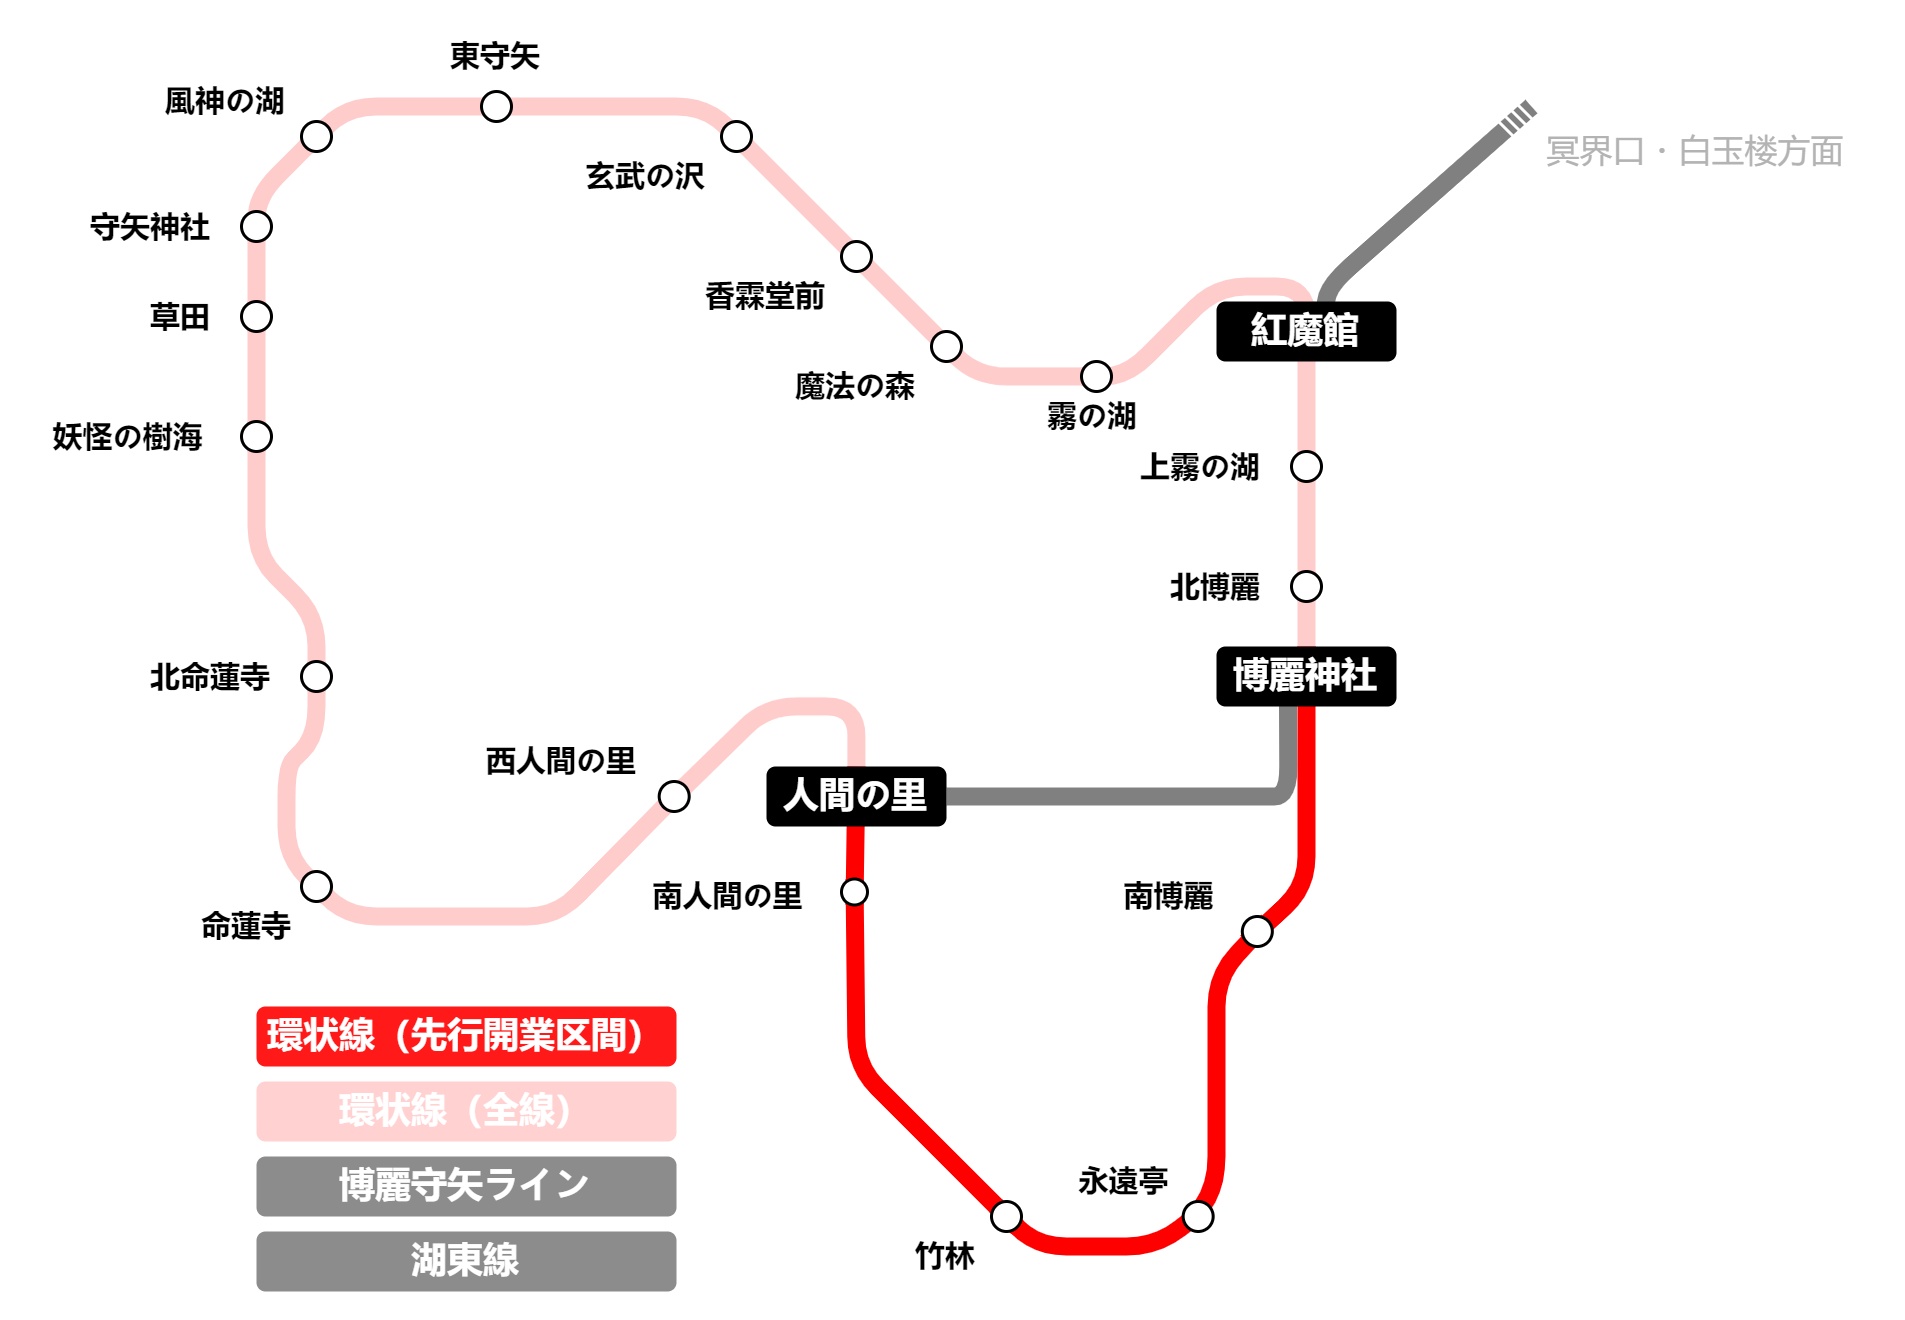 東守矢
風神の湖
冥界口・白玉楼方面
玄武の沢
守矢神社
香霖堂前
草田
紅魔館
魔法の森
霧の湖
妖怪の樹海
上霧の湖
北博麗
北命蓮寺
博麗神社
西人間の里
人間の里
南人間の里
南博麗
命蓮寺
環状線（先行開業区間）
環状線（全線）
博麗守矢ライン
永遠亭
竹林
湖東線